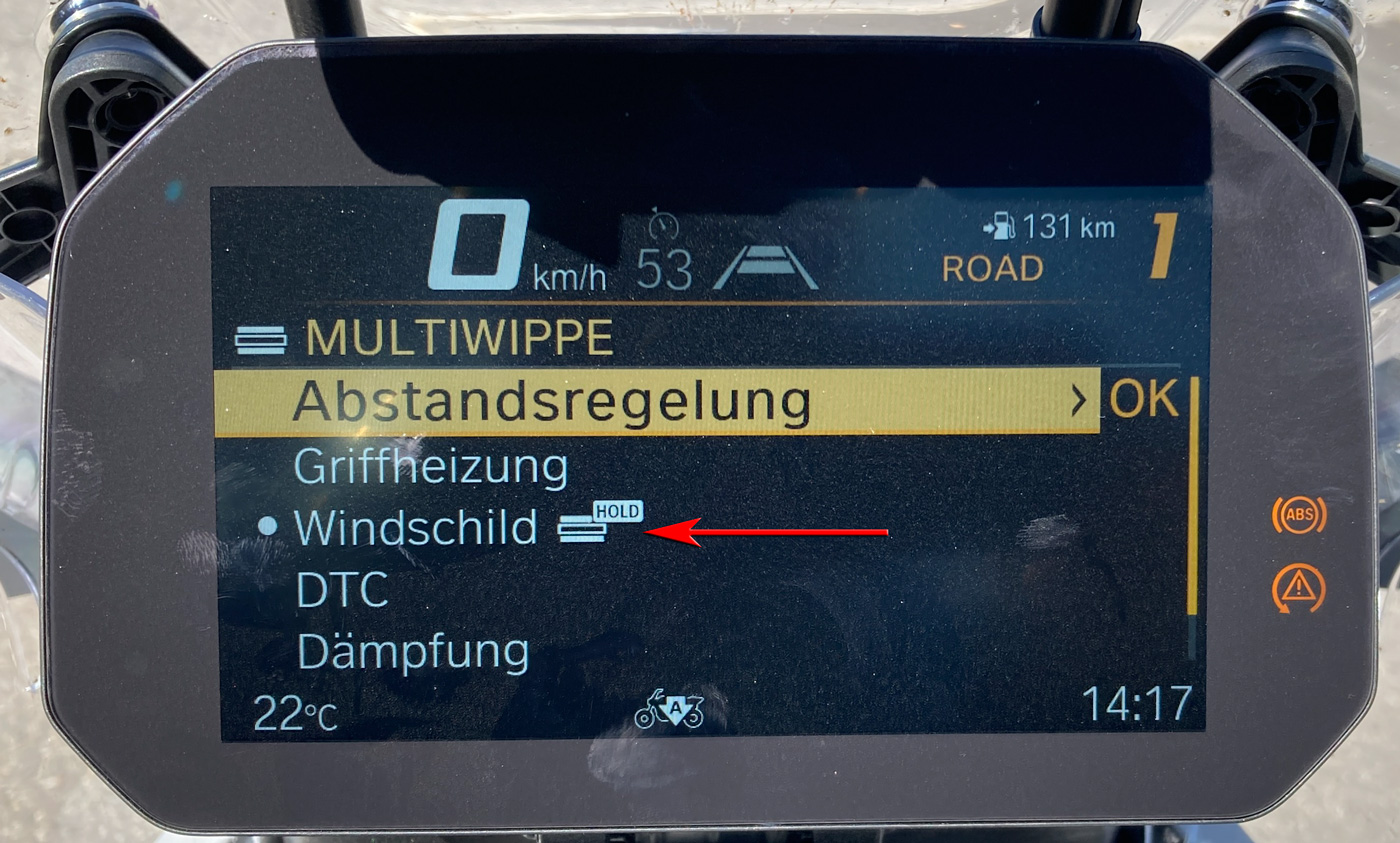 0 km/h 53 131 km
ROAD 1
MULTIWIPPE
Abstandsregelung > OK
Griffheizung
Windschild HOLD
ABS
DTC
Dämpfung
22°C A 14:17